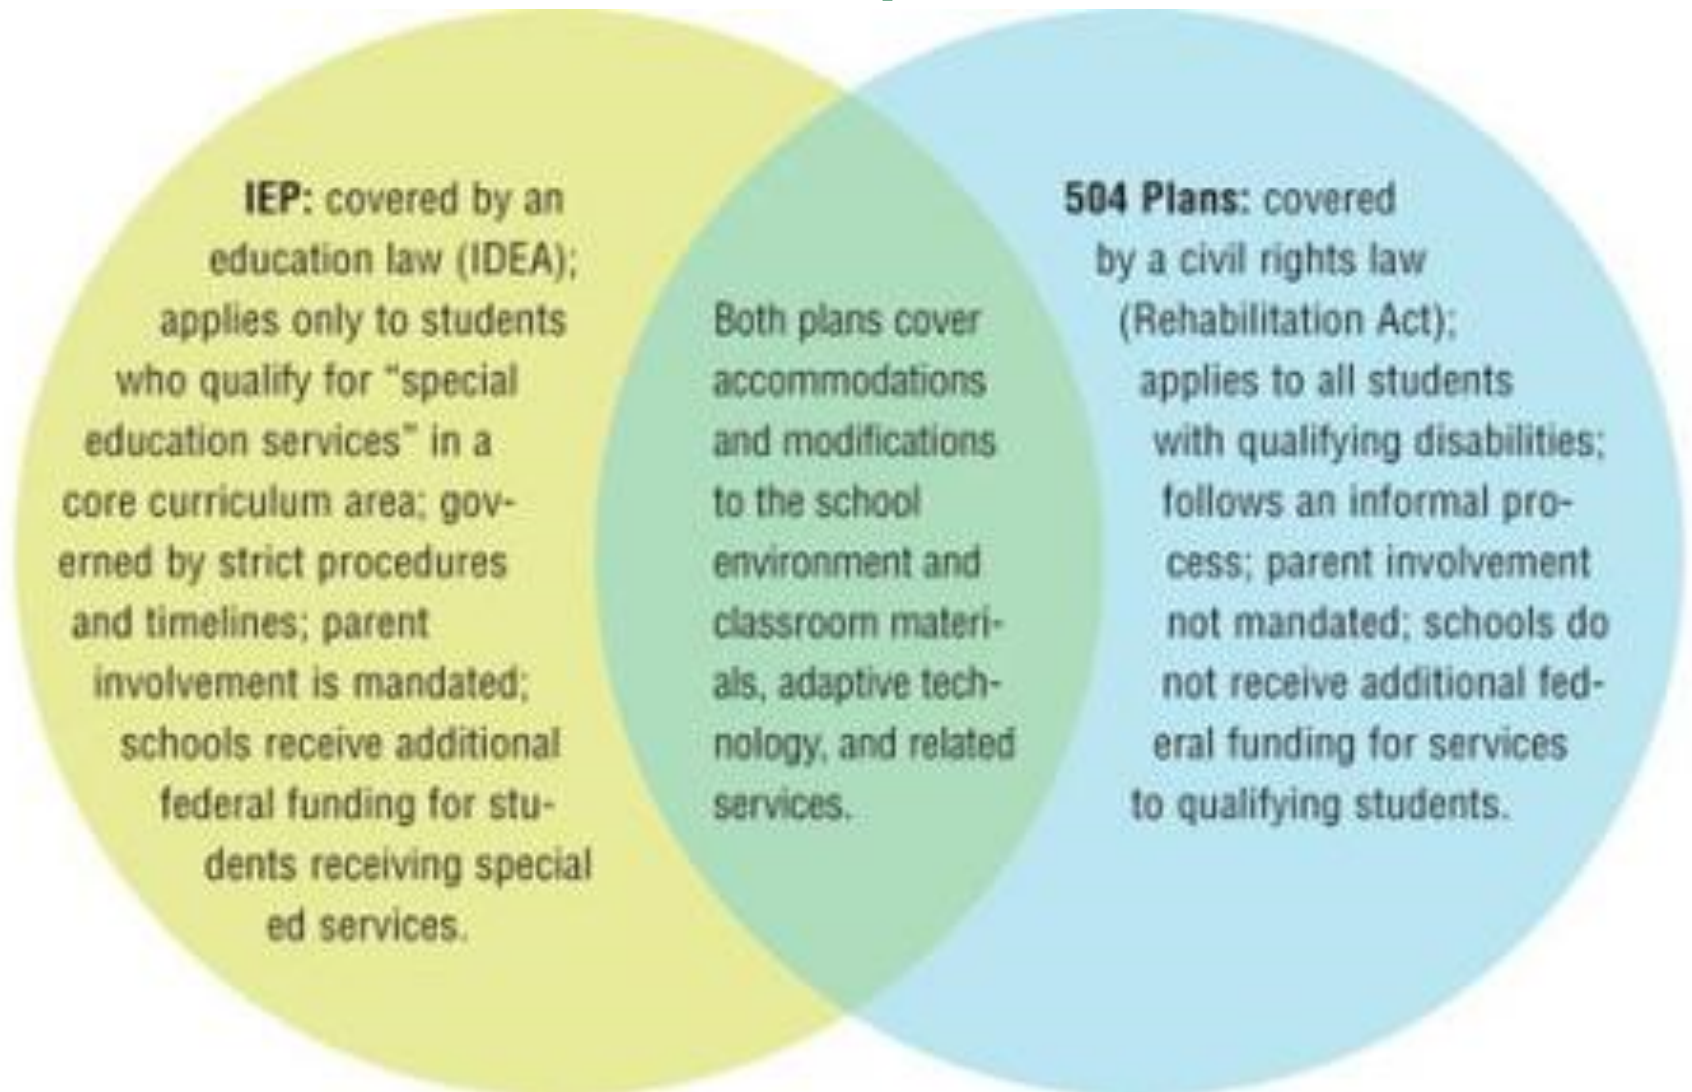 IEP: covered by an
education law (IDEA);
applies only to students
who qualify for “special
education services” in a
core curriculum area; gov-
erned by strict procedures
and timelines; parent
involvement is mandated;
schools receive additional
federal funding for stu-
dents receiving special
ed services.
Both plans cover
accommodations
and modifications
to the school
environment and
classroom materi-
als, adaptive tech-
nology, and related
services.
504 Plans: covered
by a civil rights law
(Rehabilitation Act);
applies to all students
with qualifying disabilities;
follows an informal pro-
cess; parent involvement
not mandated; schools do
not receive additional fed-
eral funding for services
to qualifying students.